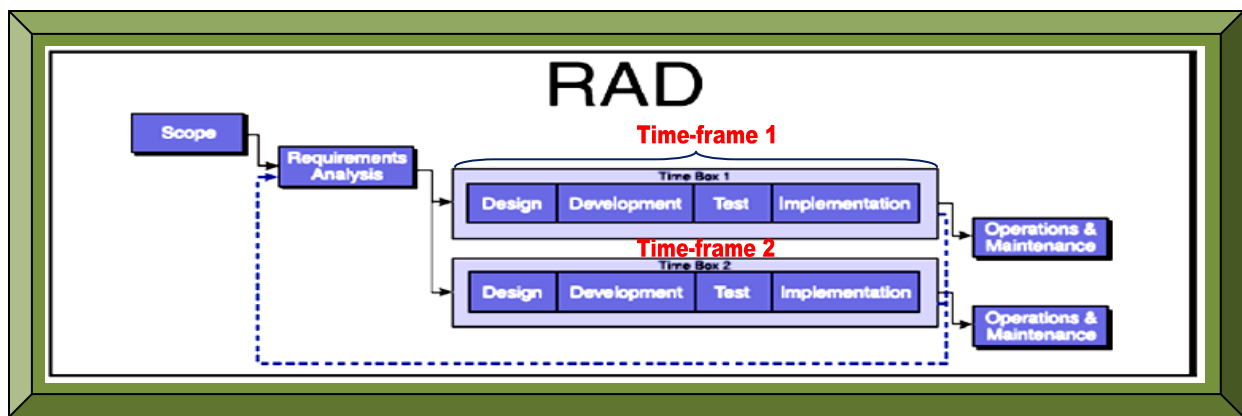 RAD
Time-frame 1
Scope
Requirements
Analysis
Time Box 1
Design Development Test Implementation
Operations &
Maintenance
Time-frame 2
Time Box 2
Design Development Test Implementation
Operations &
Maintenance